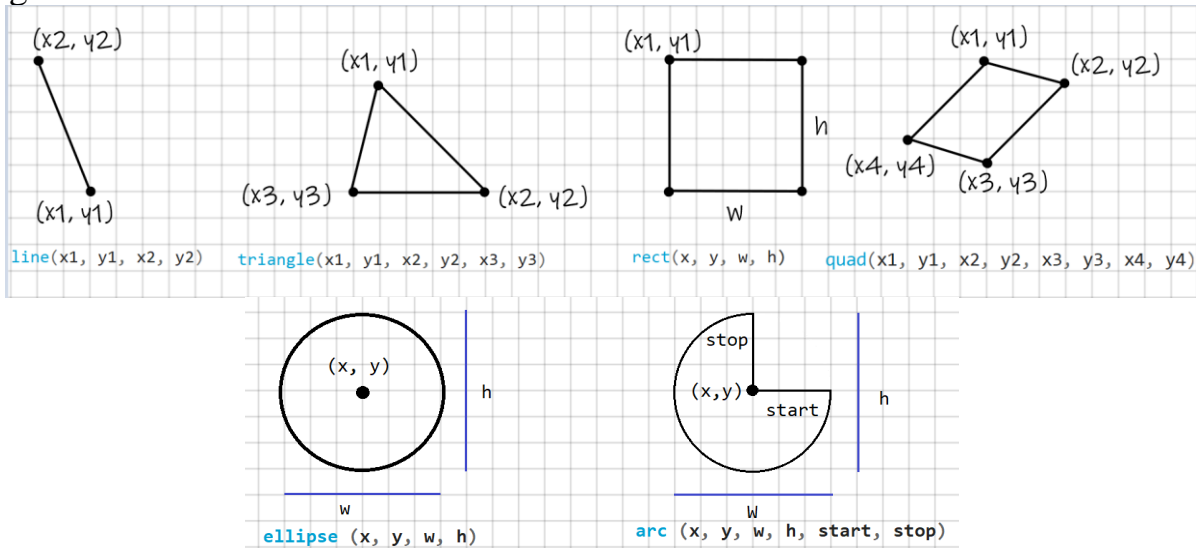 (x2, y2)
(x1, y1)
line(x1, y1, x2, y2)
(x1, y1)
(x3, y3)
(x2, y2)
triangle(x1, y1, x2, y2, x3, y3)
(x1, y1)
h
w
rect(x, y, w, h)
(x1, y1)
(x2, y2)
(x4, y4)
(x3, y3)
quad(x1, y1, x2, y2, x3, y3, x4, y4)
(x, y)
h
w
ellipse (x, y, w, h)
stop
(x,y)
start
h
w
arc (x, y, w, h, start, stop)